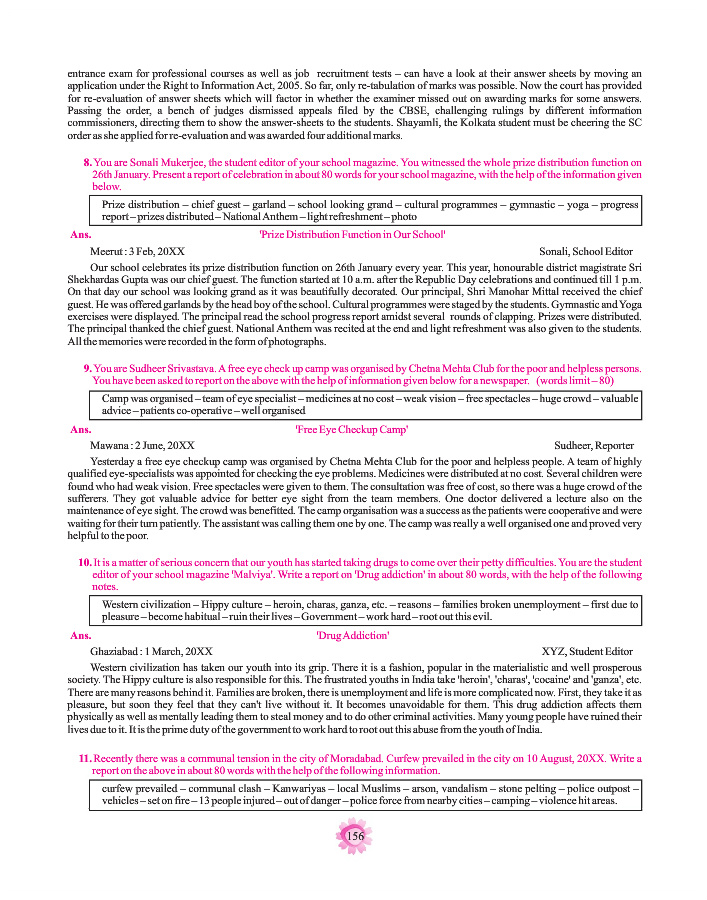 entrance exam for professional courses as well as job recruitment tests – can have a look at their answer sheets by moving an
application under the Right to Information Act, 2005. So far, only re-tabulation of marks was possible. Now the court has provided
for re-evaluation of answer sheets which will factor in whether the examiner missed out on awarding marks for some answers.
Passing the order, a bench of judges dismissed appeals filed by the CBSE, challenging rulings by different information
commissioners, directing them to show the answer-sheets to the students. Shayamli, the Kolkata student must be cheering the SC
order as she applied for re-evaluation and was awarded four additional marks.
8. You are Sonali Mukerjee, the student editor of your school magazine. You witnessed the whole prize distribution function on
26th January. Present a report of celebration in about 80 words for your school magazine, with the help of the information given
below.
Prize distribution – chief guest – garland – school looking grand – cultural programmes – gymnastic – yoga – progress
report – prizes distributed – National Anthem – light refreshment – photo
Ans. 'Prize Distribution Function in Our School'
Meerut : 3 Feb, 20XX Sonali, School Editor
Our school celebrates its prize distribution function on 26th January every year. This year, honourable district magistrate Sri
Shekhardas Gupta was our chief guest. The function started at 10 a.m. after the Republic Day celebrations and continued till 1 p.m.
On that day our school was looking grand as it was beautifully decorated. Our principal, Shri Manohar Mittal received the chief
guest. He was offered garlands by the head boy of the school. Cultural programmes were staged by the students. Gymnastic and Yoga
exercises were displayed. The principal read the school progress report amidst several rounds of clapping. Prizes were distributed.
The principal thanked the chief guest. National Anthem was recited at the end and light refreshment was also given to the students.
All the memories were recorded in the form of photographs.
9. You are Sudheer Srivastava. A free eye check up camp was organised by Chetna Mehta Club for the poor and helpless persons.
You have been asked to report on the above with the help of information given below for a newspaper. (words limit – 80)
Camp was organised – team of eye specialist – medicines at no cost – weak vision – free spectacles – huge crowd – valuable
advice – patients co-operative – well organised
Ans. 'Free Eye Checkup Camp'
Mawana : 2 June, 20XX Sudheer, Reporter
Yesterday a free eye checkup camp was organised by Chetna Mehta Club for the poor and helpless people. A team of highly
qualified eye-specialists was appointed for checking the eye problems. Medicines were distributed at no cost. Several children were
found who had weak vision. Free spectacles were given to them. The consultation was free of cost, so there was a huge crowd of the
sufferers. They got valuable advice for better eye sight from the team members. One doctor delivered a lecture also on the
maintenance of eye sight. The crowd was benefitted. The camp organisation was a success as the patients were cooperative and were
waiting for their turn patiently. The assistant was calling them one by one. The camp was really a well organised one and proved very
helpful to the poor.
10. It is a matter of serious concern that our youth has started taking drugs to come over their petty difficulties. You are the student
editor of your school magazine 'Malviya'. Write a report on 'Drug addiction' in about 80 words, with the help of the following
notes.
Western civilization – Hippy culture – heroin, charas, ganza, etc. – reasons – families broken unemployment – first due to
pleasure – become habitual – ruin their lives – Government – work hard – root out this evil.
Ans. 'Drug Addiction'
Ghaziabad : 1 March, 20XX XYZ, Student Editor
Western civilization has taken our youth into its grip. There it is a fashion, popular in the materialistic and well prosperous
society. The Hippy culture is also responsible for this. The frustrated youths in India take 'heroin', 'charas', 'cocaine' and 'ganza', etc.
There are many reasons behind it. Families are broken, there is unemployment and life is more complicated now. First, they take it as
pleasure, but soon they feel that they can't live without it. It becomes unavoidable for them. This drug addiction affects them
physically as well as mentally leading them to steal money and to do other criminal activities. Many young people have ruined their
lives due to it. It is the prime duty of the government to work hard to root out this abuse from the youth of India.
11. Recently there was a communal tension in the city of Moradabad. Curfew prevailed in the city on 10 August, 20XX. Write a
report on the above in about 80 words with the help of the following information.
curfew prevailed – communal clash – Kanwariyas – local Muslims – arson, vandalism – stone pelting – police outpost –
vehicles – set on fire – 13 people injured – out of danger – police force from nearby cities – camping – violence hit areas.
156